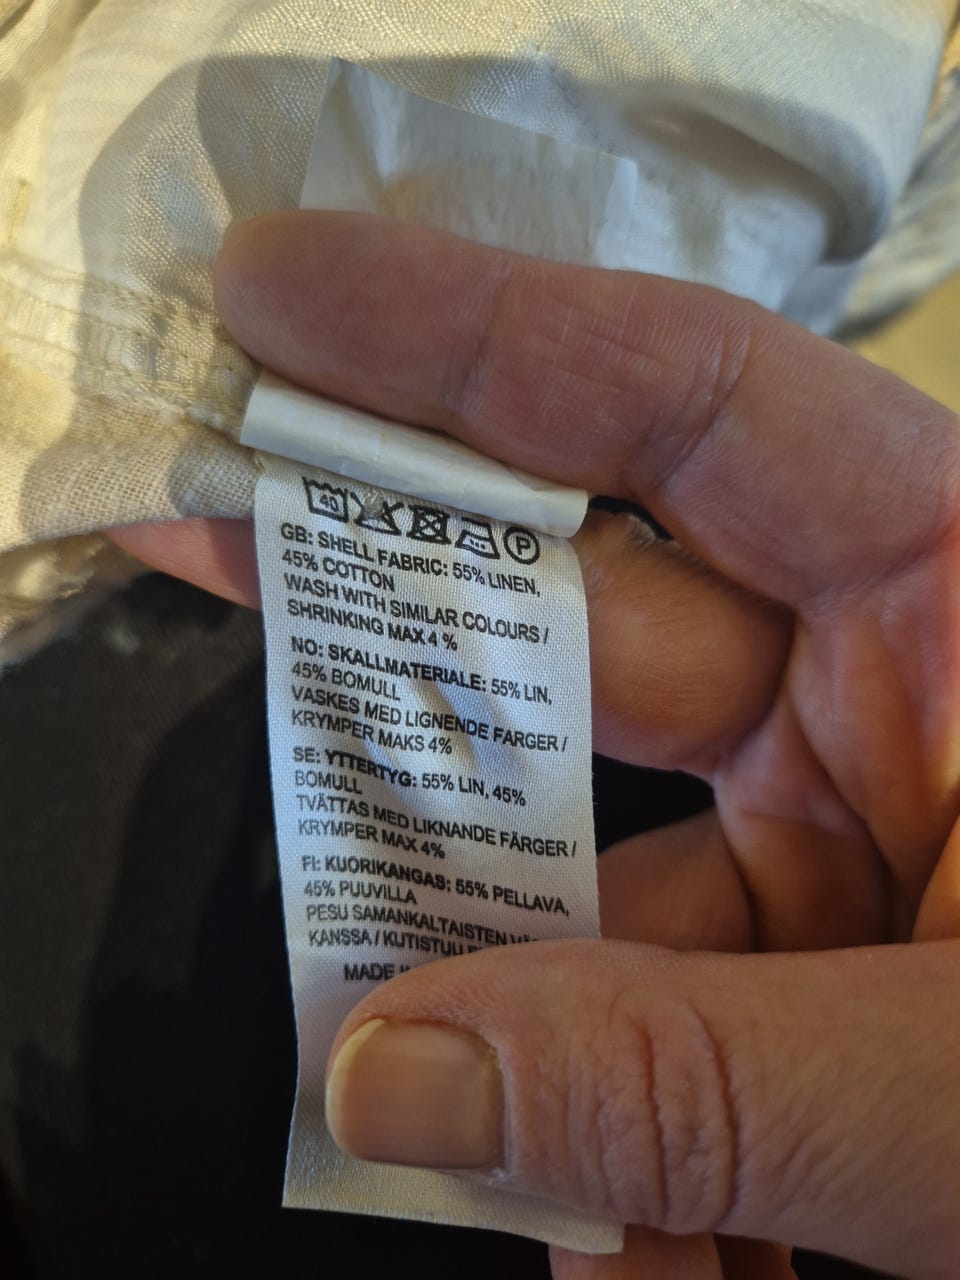 40 P
GB: SHELL FABRIC: 55% LINEN,
45% COTTON
WASH WITH SIMILAR COLOURS /
SHRINKING MAX 4 %
NO: SKALLMATERIALE: 55% LIN,
45% BOMULL
VASKES MED LIGNENDE FARGER /
KRYMPER MAKS 4%
SE: YTTERTYG: 55% LIN, 45%
BOMULL
TVÄTTAS MED LIKNANDE FÄRGER /
KRYMPER MAX 4%
FI: KUORIKANGAS: 55% PELLAVA,
45% PUUVILLA
PESU SAMANKALTAISTEN
KANSSA /
MADE